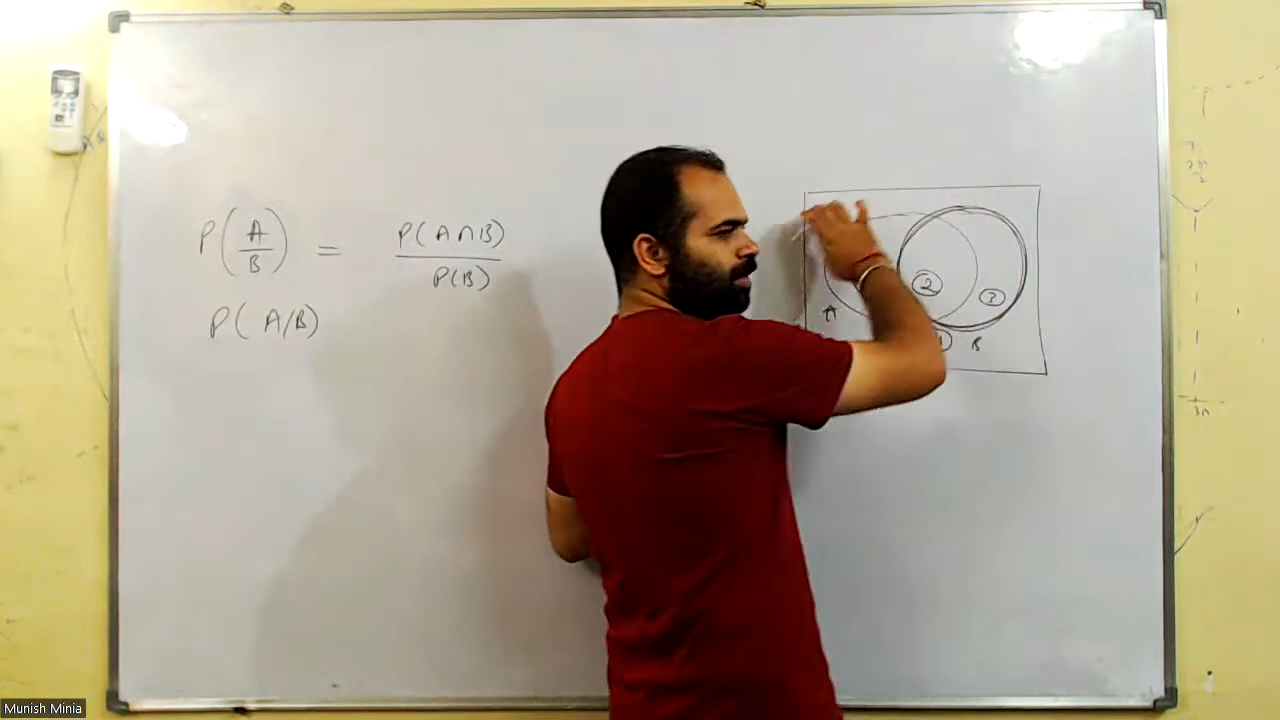 P(A/B) = P(A∩B)/P(B)
P(A/B)
2
3
A
B
Munish Minia